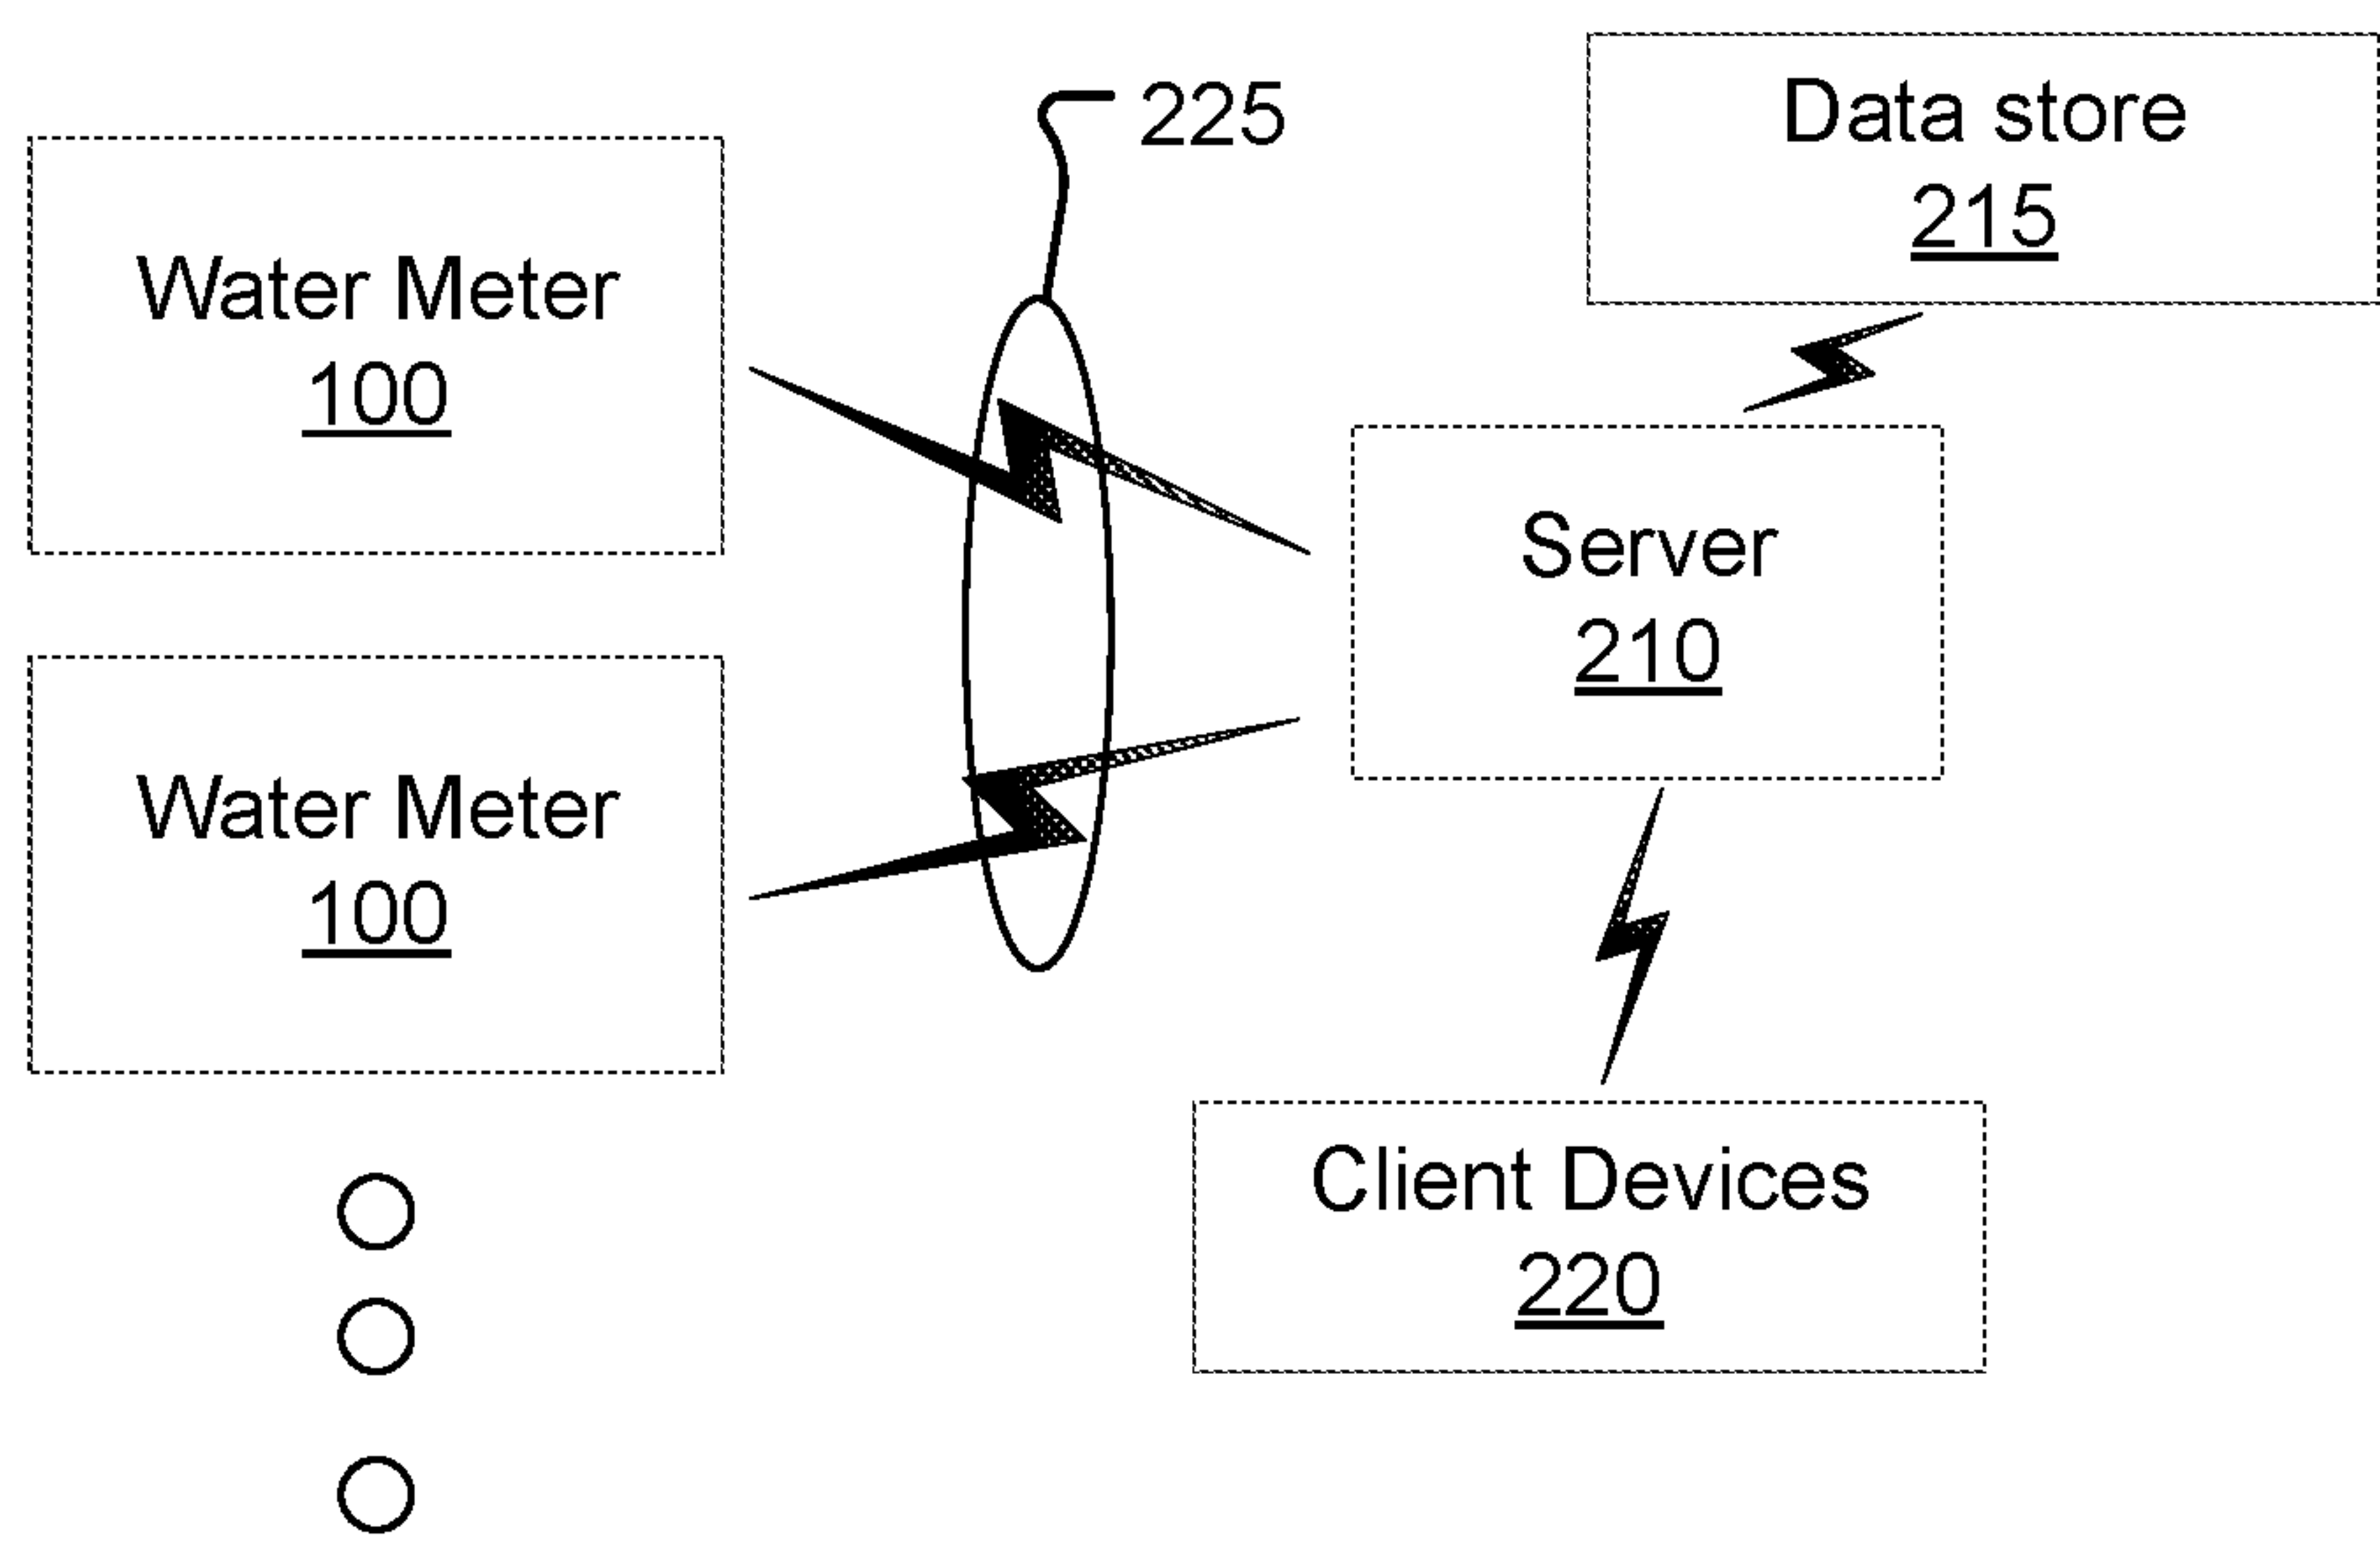 225
Data store
215
Water Meter
100
Server
210
Water Meter
100
Client Devices
220